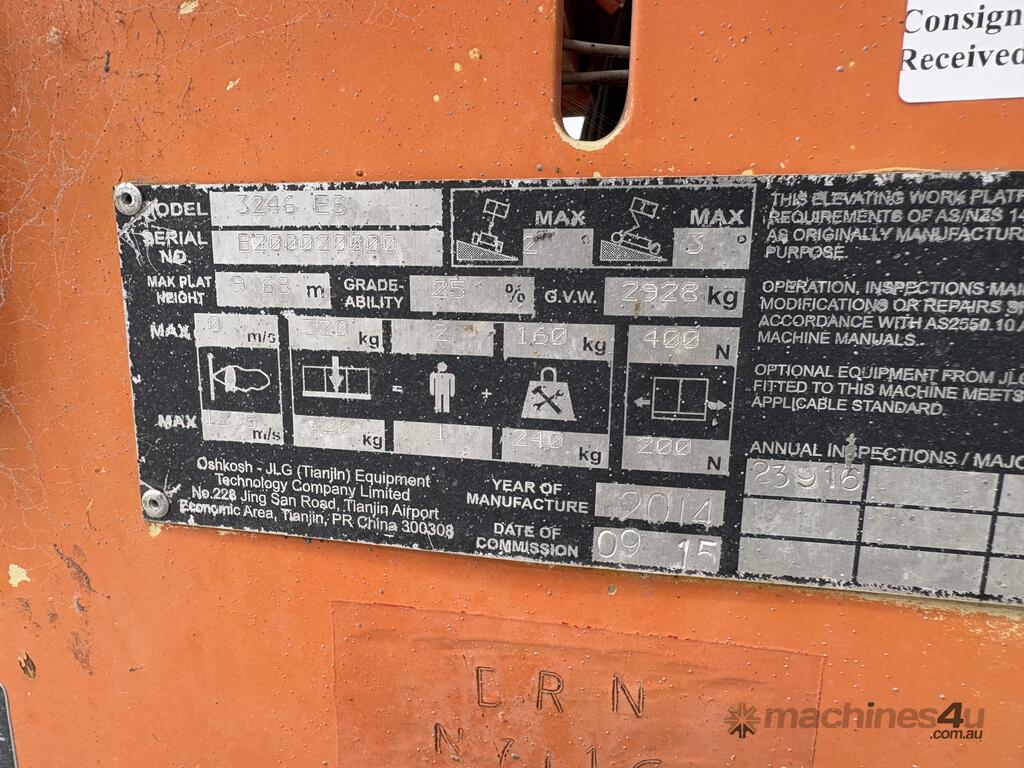 Consign
Received
MODEL 3246 ES
SERIAL NO. B200020000
MAX 2° MAX 3°
MAX PLAT HEIGHT 9.68 m GRADE-ABILITY 25 % G.V.W. 2928 kg
MAX 0 m/s 320 kg 2 160 kg 400 N
= +
MAX 12.5 m/s 320 kg 1 240 kg 200 N
Oshkosh - JLG (Tianjin) Equipment
Technology Company Limited
No.228 Jing San Road, Tianjin Airport
Economic Area, Tianjin, PR China 300308
YEAR OF MANUFACTURE 2014
DATE OF COMMISSION 09 15
THIS ELEVATING WORK PLATF
REQUIREMENTS OF AS/NZS 14
AS ORIGINALLY MANUFACTURE
PURPOSE.
OPERATION, INSPECTIONS MAI
MODIFICATIONS OR REPAIRS S
ACCORDANCE WITH AS2550.10 A
MACHINE MANUALS.
OPTIONAL EQUIPMENT FROM JLG
FITTED TO THIS MACHINE MEETS
APPLICABLE STANDARD.
ANNUAL INSPECTIONS / MAJO
23916
DRN
machines4u
.com.au